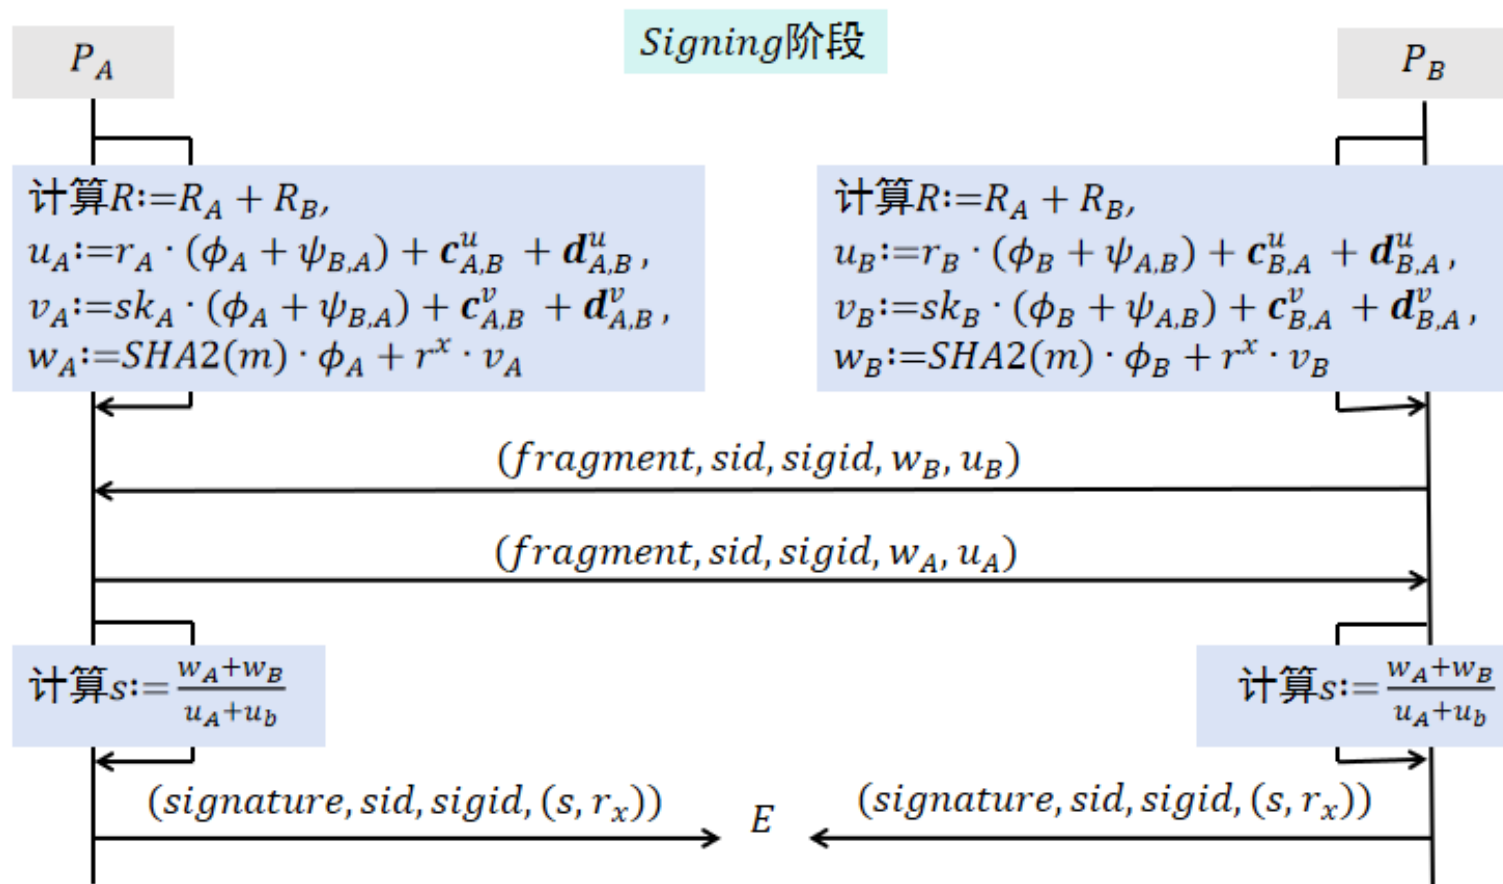 Signing阶段
P_A
P_B
计算R:=R_A + R_B,
u_A:=r_A · (ϕ_A + ψ_{B,A}) + c^u_{A,B} + d^u_{A,B},
v_A:=sk_A · (ϕ_A + ψ_{B,A}) + c^v_{A,B} + d^v_{A,B},
w_A:=SHA2(m) · ϕ_A + r^x · v_A
计算R:=R_A + R_B,
u_B:=r_B · (ϕ_B + ψ_{A,B}) + c^u_{B,A} + d^u_{B,A},
v_B:=sk_B · (ϕ_B + ψ_{A,B}) + c^v_{B,A} + d^v_{B,A},
w_B:=SHA2(m) · ϕ_B + r^x · v_B
(fragment, sid, sigid, w_B, u_B)
(fragment, sid, sigid, w_A, u_A)
计算s:=\frac{w_A+w_B}{u_A+u_b}
计算s:=\frac{w_A+w_B}{u_A+u_b}
(signature, sid, sigid, (s, r_x))
E
(signature, sid, sigid, (s, r_x))